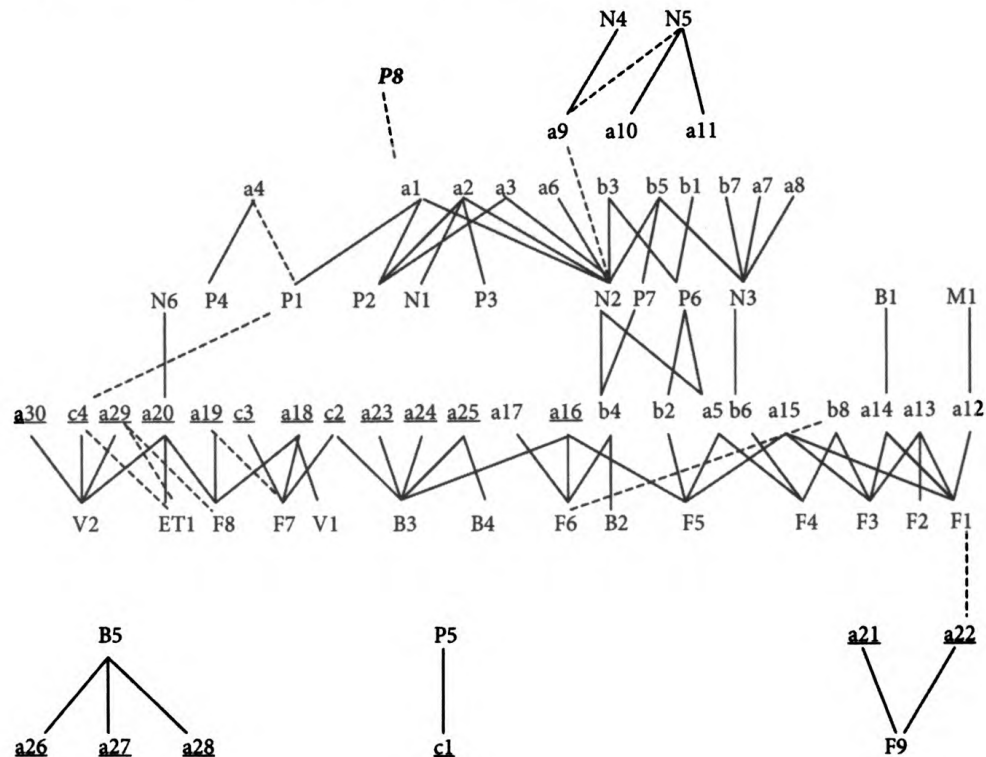 N4 N5
P8
a9 a10 a11
a4 a1 a2 a3 a6 b3 b5 b1 b7 a7 a8
N6 P4 P1 P2 N1 P3 N2 P7 P6 N3 B1 M1
a30 c4 a29 a20 a19 c3 a18 c2 a23 a24 a25 a17 a16 b4 b2 a5 b6 a15 b8 a14 a13 a12
V2 ET1 F8 F7 V1 B3 B4 F6 B2 F5 F4 F3 F2 F1
B5 P5 a21 a22
a26 a27 a28 c1 F9